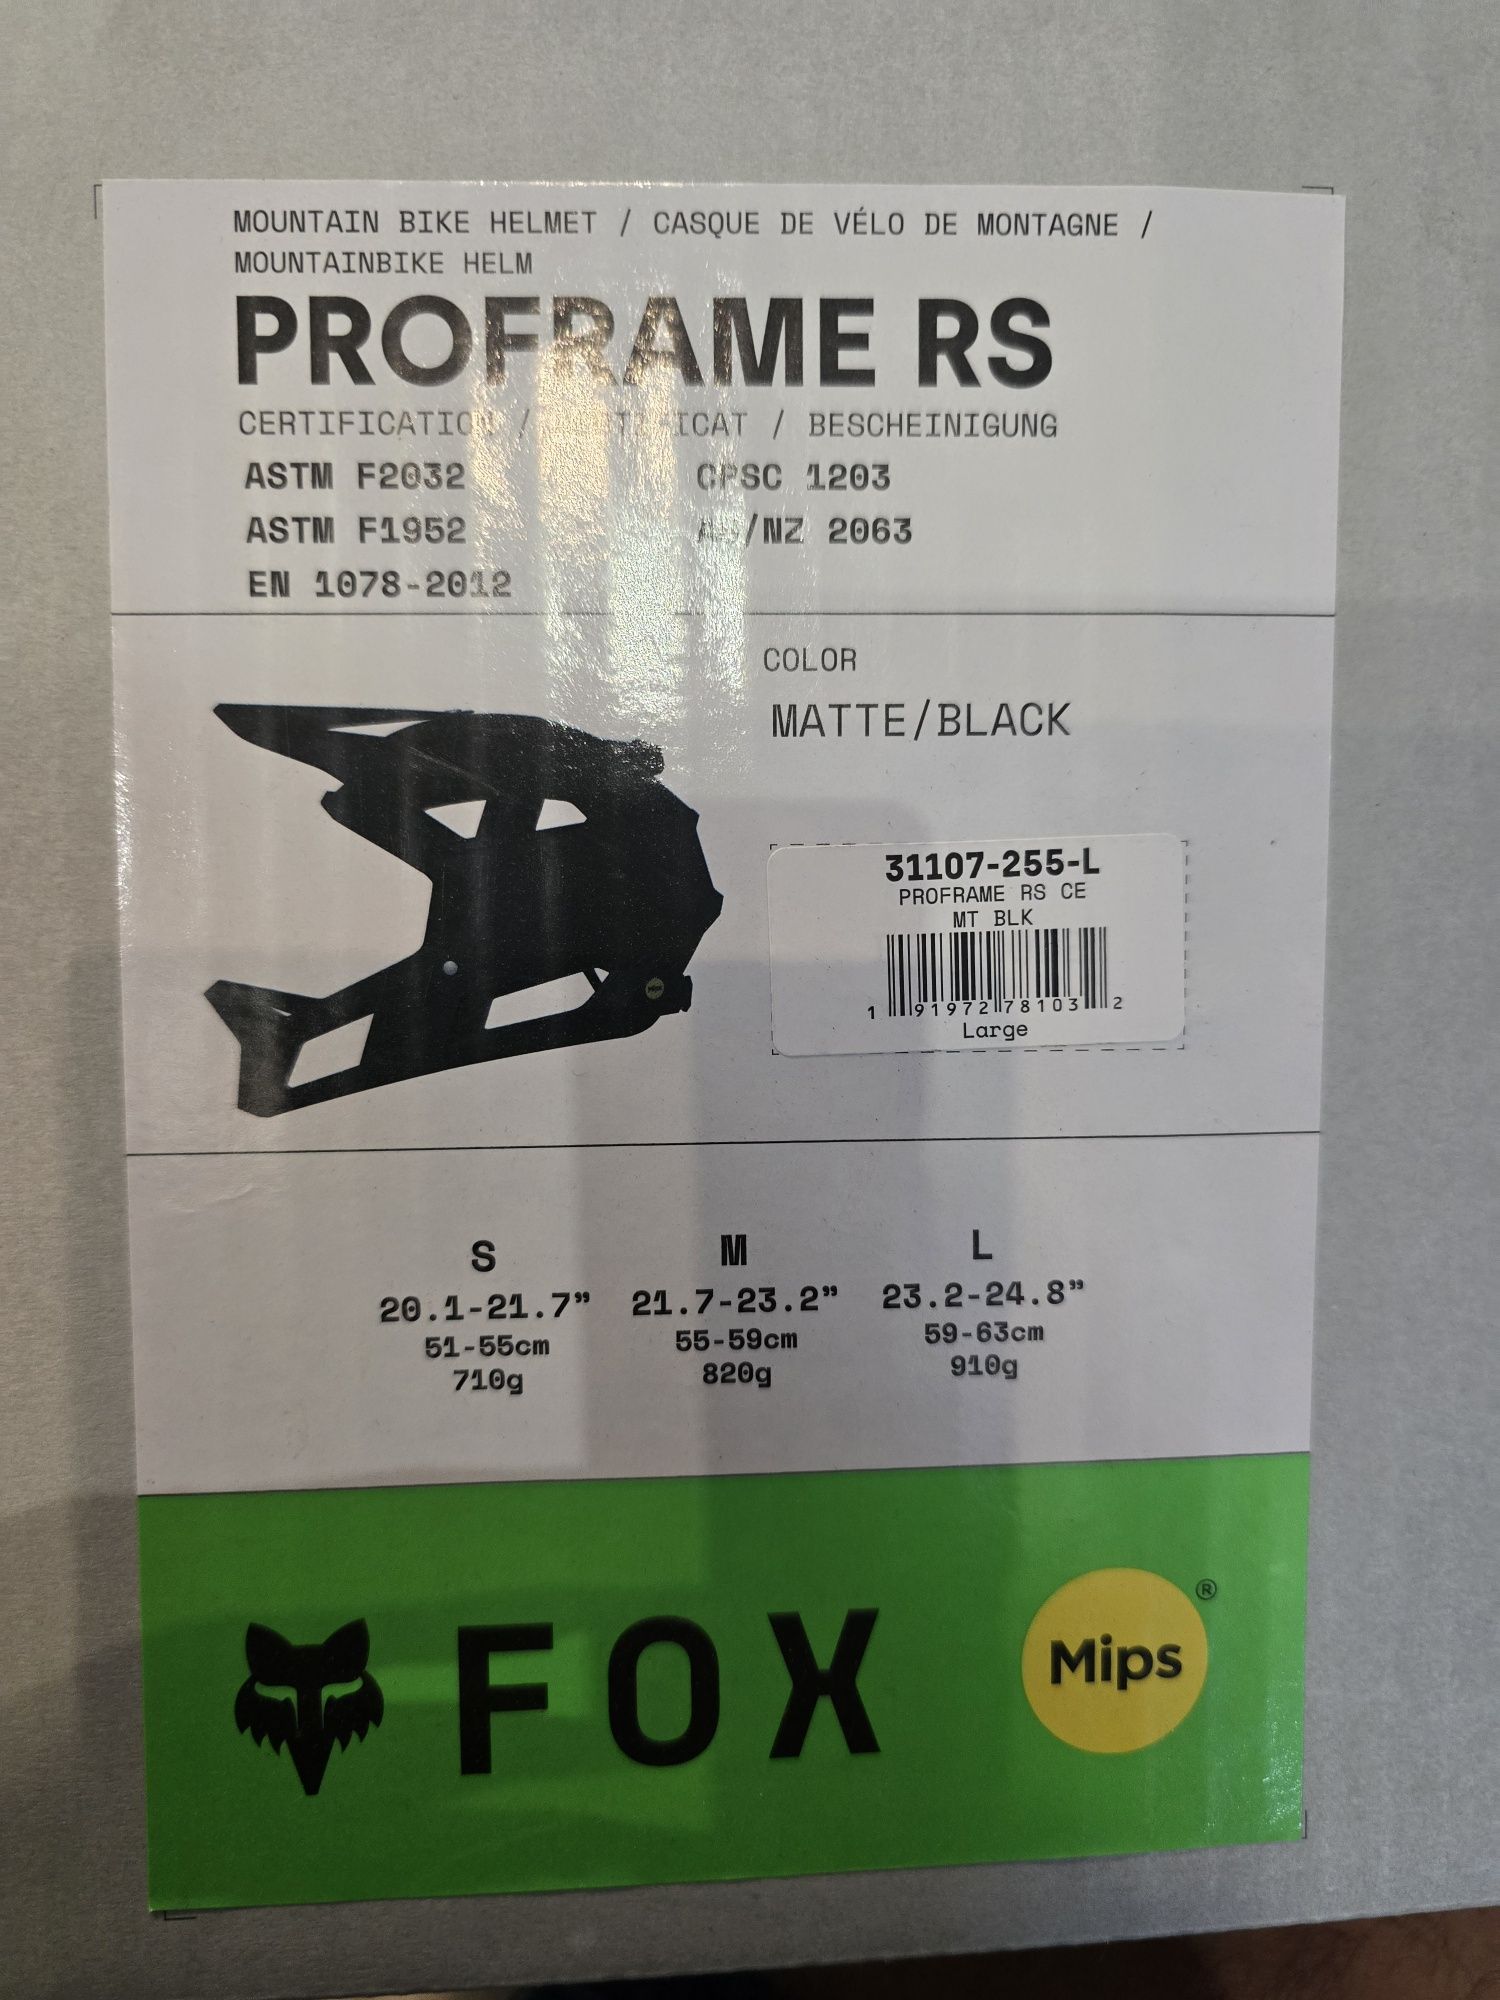 MOUNTAIN BIKE HELMET / CASQUE DE VÉLO DE MONTAGNE /
MOUNTAINBIKE HELM
PROFRAME RS
CERTIFICATION / / BESCHEINIGUNG
ASTM F2032
CPSC 1203
ASTM F1952
AS/NZ 2063
EN 1078-2012
COLOR
MATTE/BLACK
31107-255-L
PROFRAME RS CE
MT BLK
1 91972 78103 2
Large
Mips
S
M
L
20.1-21.7”
21.7-23.2”
23.2-24.8”
51-55cm
55-59cm
59-63cm
710g
820g
910g
FOX
Mips®